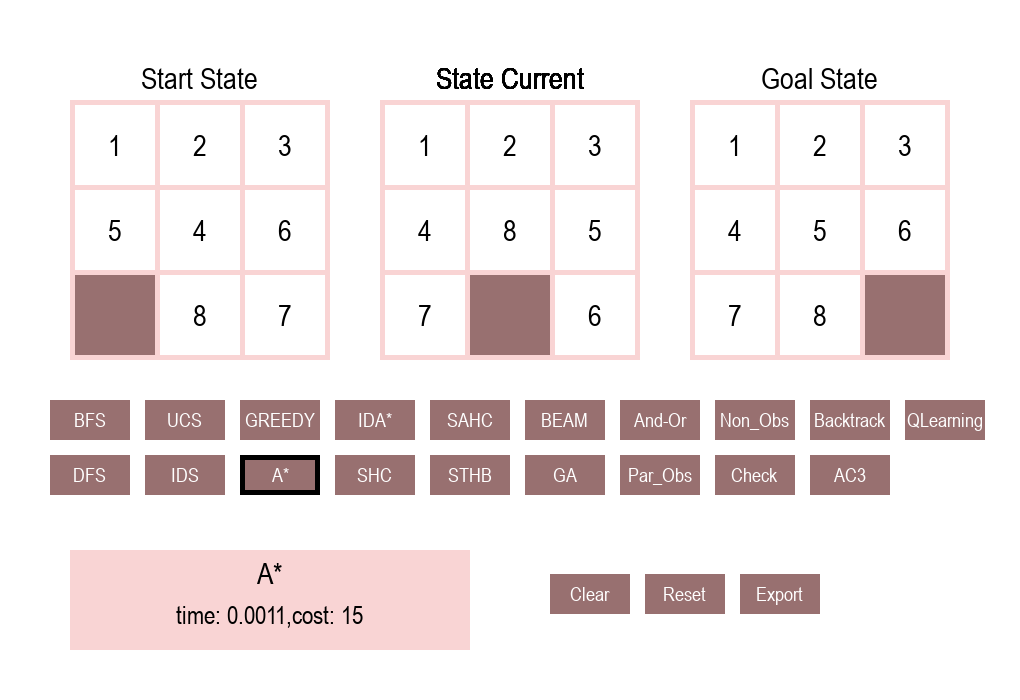 Start State State Current Goal State
1 2 3 1 2 3 1 2 3
5 4 6 4 8 5 4 5 6
8 7 7 6 7 8
BFS UCS GREEDY IDA* SAHC BEAM And-Or Non_Obs Backtrack QLearning
DFS IDS A* SHC STHB GA Par_Obs Check AC3
A*
time: 0.0011,cost: 15
Clear Reset Export